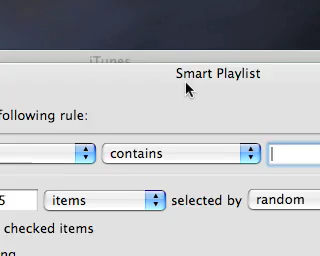 iTunes
Smart Playlist
following rule:
contains
5 items selected by random
checked items